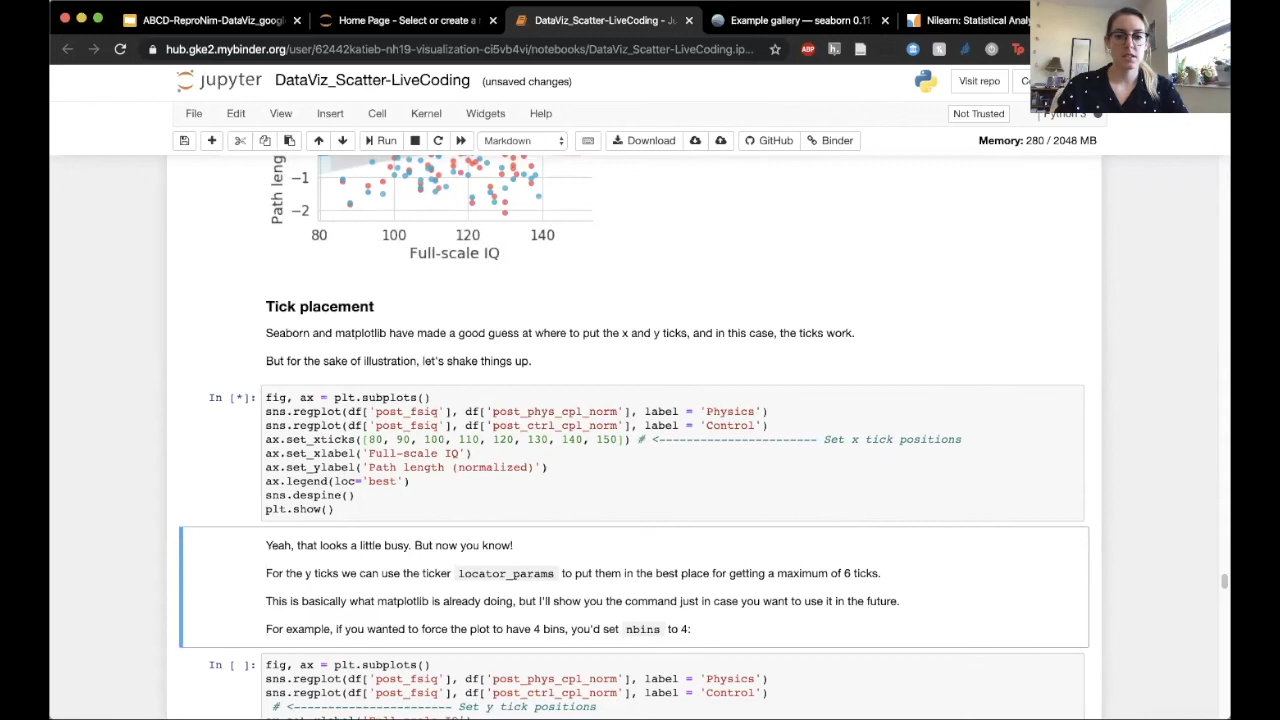 ABCD-ReproNim-DataViz_goog
Home Page - Select or create a n
DataViz_Scatter-LiveCoding - Ju
Example gallery — seaborn 0.11.
Nilearn: Statistical Analy
hub.gke2.mybinder.org/user/62442katieb-nh19-visualization-ci5vb4vi/notebooks/DataViz_Scatter-LiveCoding.ip...
ABP
h.
jupyter DataViz_Scatter-LiveCoding (unsaved changes)
Visit repo
File Edit View Insert Cell Kernel Widgets Help
Not Trusted
Python 3
Run
Markdown
Download
GitHub
Binder
Memory: 280 / 2048 MB
Path leng
−1
−2
80 100 120 140
Full-scale IQ
Tick placement
Seaborn and matplotlib have made a good guess at where to put the x and y ticks, and in this case, the ticks work.
But for the sake of illustration, let's shake things up.
In [*]: fig, ax = plt.subplots()
sns.regplot(df['post_fsiq'], df['post_phys_cpl_norm'], label = 'Physics')
sns.regplot(df['post_fsiq'], df['post_ctrl_cpl_norm'], label = 'Control')
ax.set_xticks([80, 90, 100, 110, 120, 130, 140, 150]) # <----------------------- Set x tick positions
ax.set_xlabel('Full-scale IQ')
ax.set_ylabel('Path length (normalized)')
ax.legend(loc='best')
sns.despine()
plt.show()
Yeah, that looks a little busy. But now you know!
For the y ticks we can use the ticker locator_params to put them in the best place for getting a maximum of 6 ticks.
This is basically what matplotlib is already doing, but I'll show you the command just in case you want to use it in the future.
For example, if you wanted to force the plot to have 4 bins, you'd set nbins to 4:
In [ ]: fig, ax = plt.subplots()
sns.regplot(df['post_fsiq'], df['post_phys_cpl_norm'], label = 'Physics')
sns.regplot(df['post_fsiq'], df['post_ctrl_cpl_norm'], label = 'Control')
# <----------------------- Set y tick positions